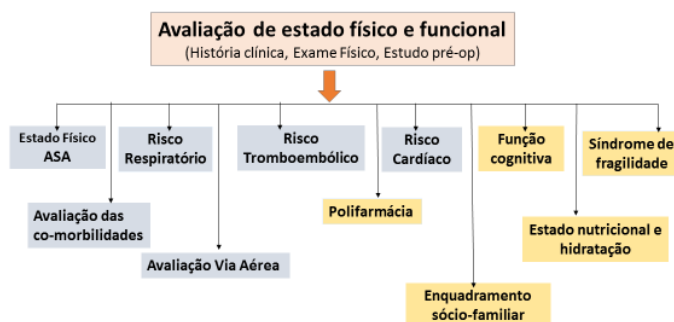 Avaliação de estado físico e funcional
(História clínica, Exame Físico, Estudo pré-op)
Estado Físico
ASA
Risco
Respiratório
Risco
Tromboembólico
Risco
Cardíaco
Função
cognitiva
Síndrome de
fragilidade
Avaliação das
co-morbilidades
Polifarmácia
Estado nutricional e
hidratação
Avaliação Via Aérea
Enquadramento
sócio-familiar